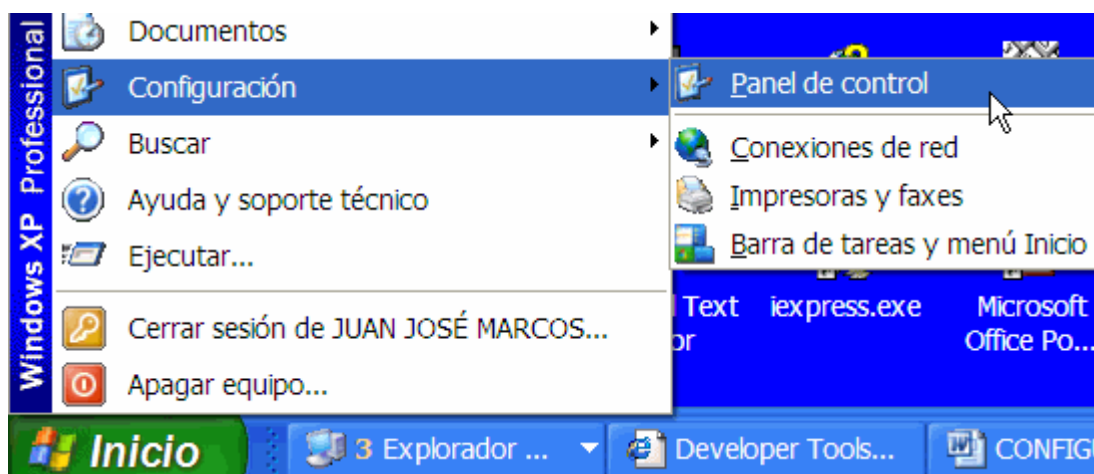 Windows XP Professional
Documentos
Configuración
Buscar
Ayuda y soporte técnico
Ejecutar...
Cerrar sesión de JUAN JOSÉ MARCOS...
Apagar equipo...
Panel de control
Conexiones de red
Impresoras y faxes
Barra de tareas y menú Inicio
Text
iexpress.exe
Microsoft
Office Po...
Inicio
3 Explorador ...
Developer Tools...